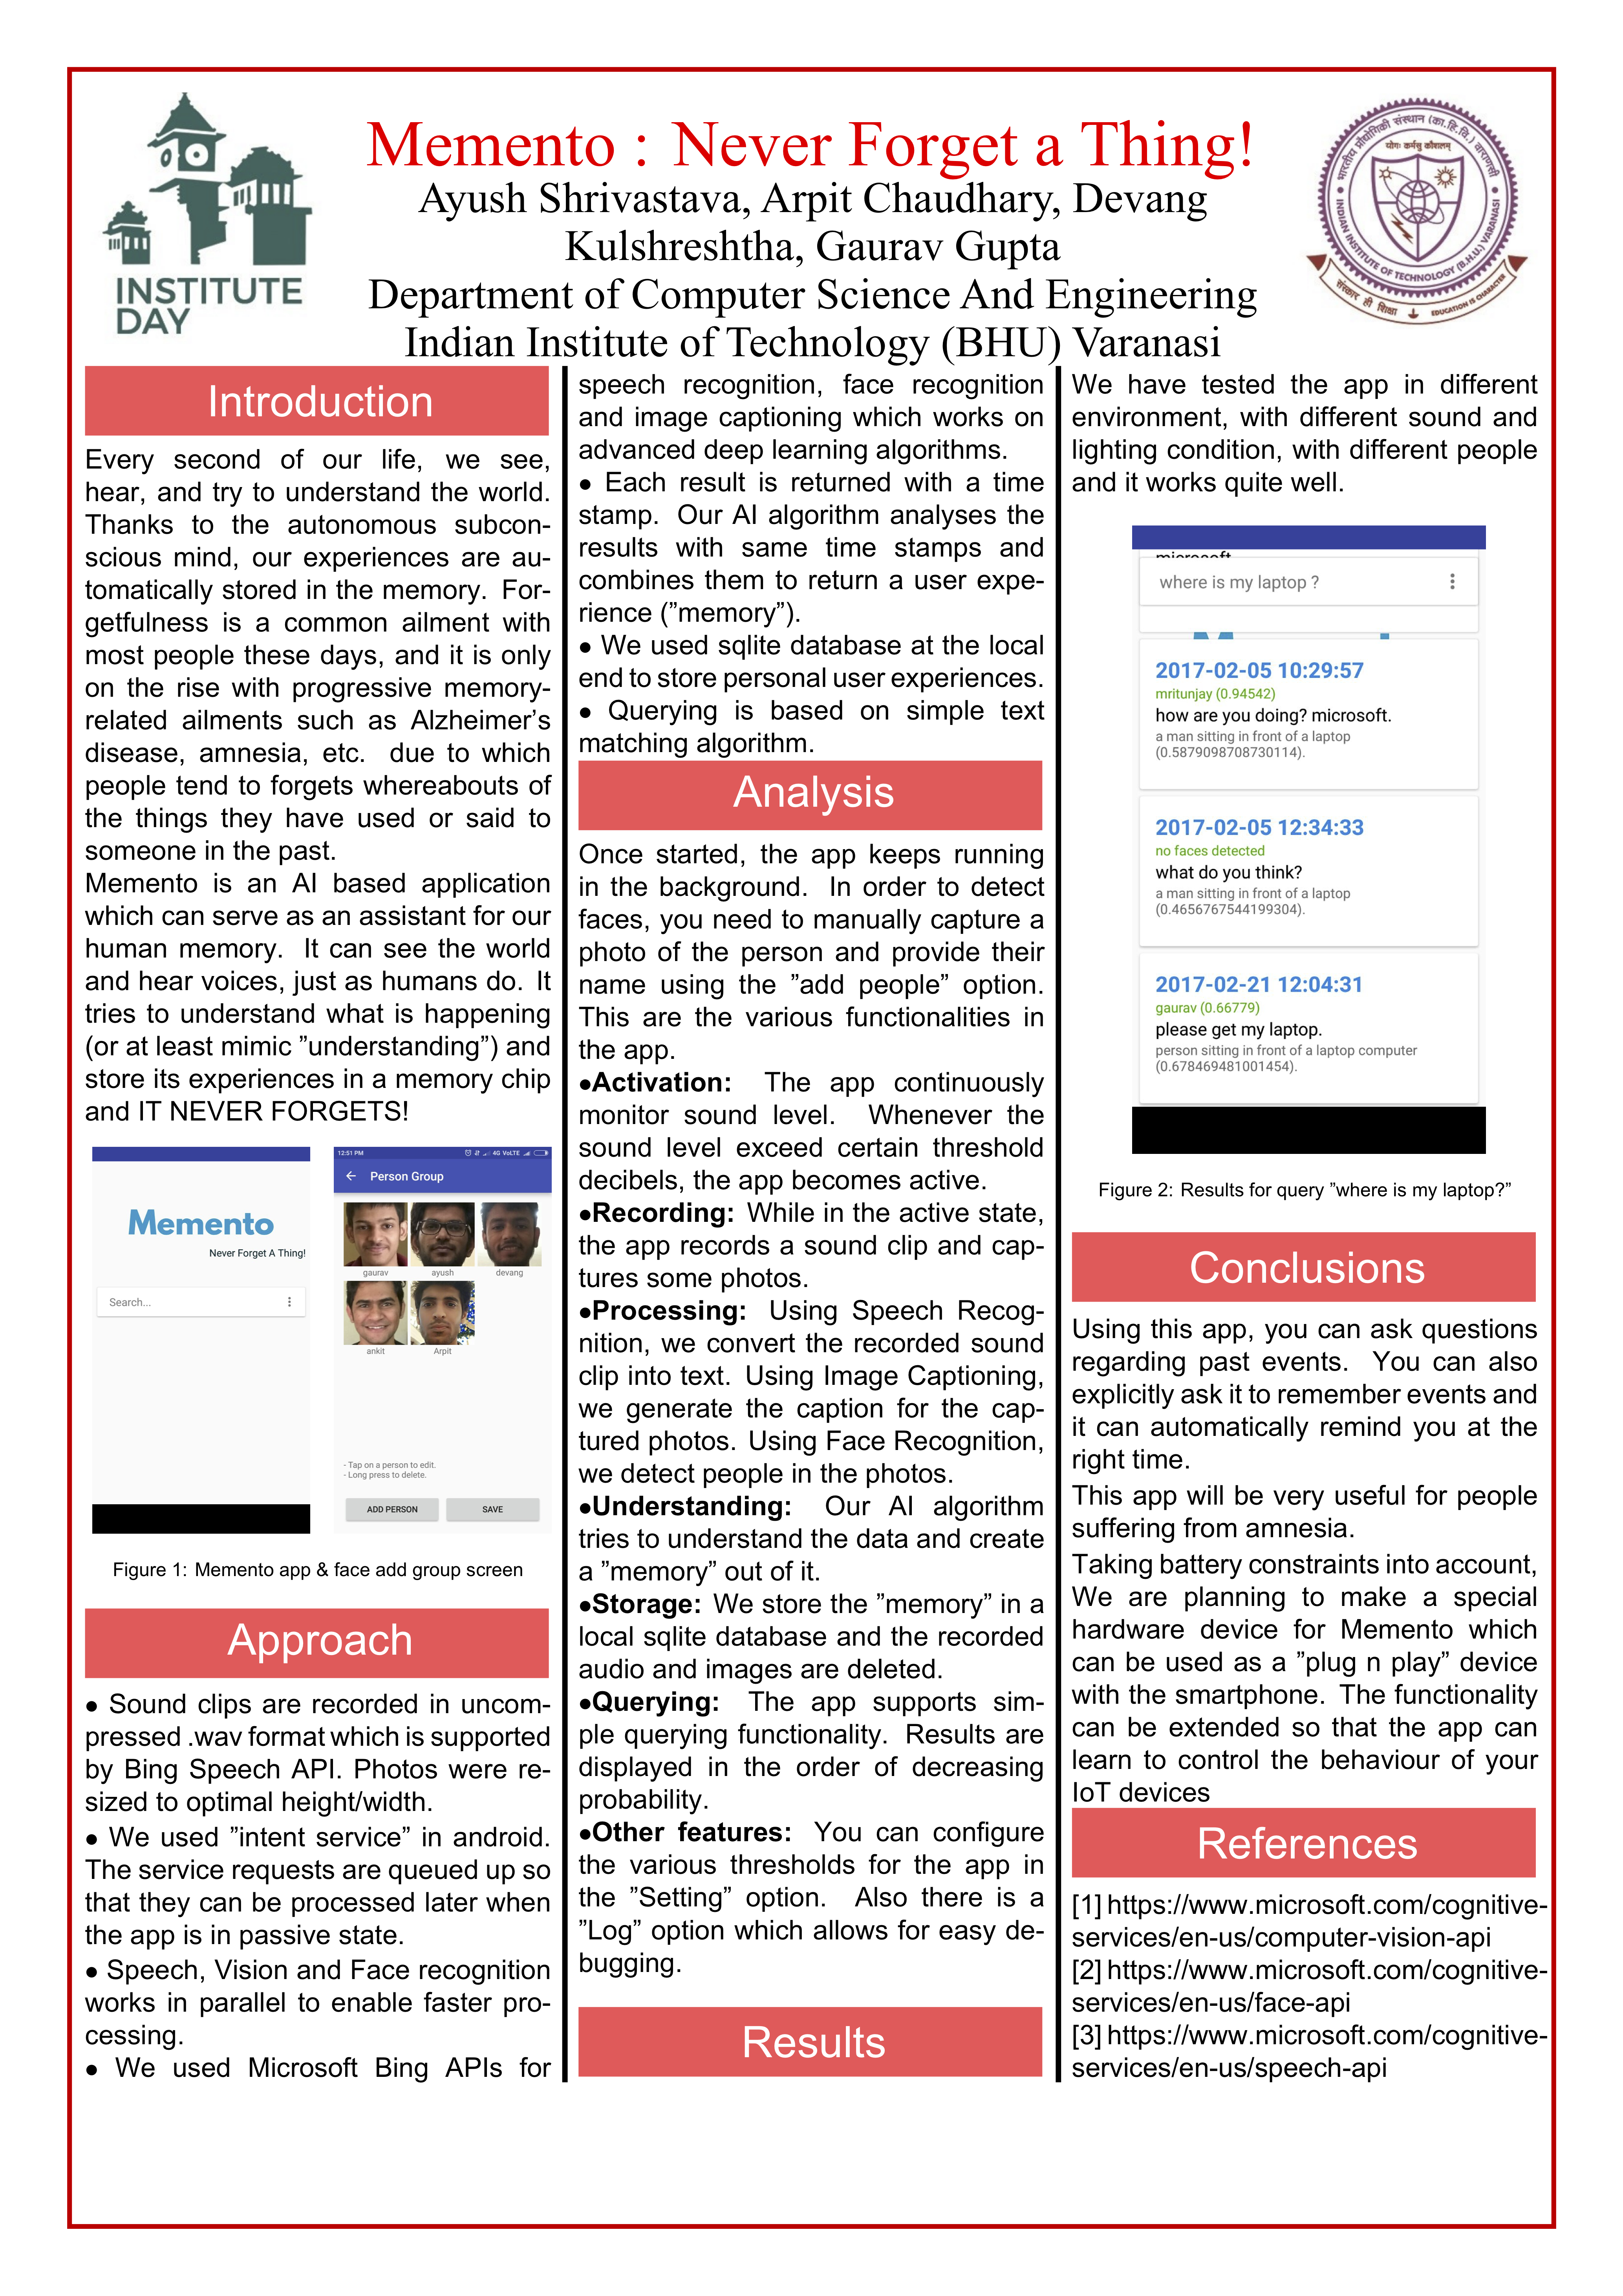 INSTITUTE
DAY
Memento : Never Forget a Thing!
Ayush Shrivastava, Arpit Chaudhary, Devang
Kulshreshtha, Gaurav Gupta
Department of Computer Science And Engineering
Indian Institute of Technology (BHU) Varanasi
भारतीय प्रौद्योगिकी संस्थान (का.हि.वि.) वाराणसी
योगः कर्मसु कौशलम्
INDIAN INSTITUTE OF TECHNOLOGY (B.H.U.) VARANASI
संस्कार ही शिक्षा
EDUCATION IS CHARACTER
Introduction
Every second of our life, we see,
hear, and try to understand the world.
Thanks to the autonomous subcon-
scious mind, our experiences are au-
tomatically stored in the memory. For-
getfulness is a common ailment with
most people these days, and it is only
on the rise with progressive memory-
related ailments such as Alzheimer's
disease, amnesia, etc. due to which
people tend to forgets whereabouts of
the things they have used or said to
someone in the past.
Memento is an AI based application
which can serve as an assistant for our
human memory. It can see the world
and hear voices, just as humans do. It
tries to understand what is happening
(or at least mimic ”understanding”) and
store its experiences in a memory chip
and IT NEVER FORGETS!
Memento
Never Forget A Thing!
Search...
12:51 PM
4G VoLTE
Person Group
gaurav ayush devang
ankit Arpit
- Tap on a person to edit.
- Long press to delete.
ADD PERSON SAVE
Figure 1: Memento app & face add group screen
Approach
● Sound clips are recorded in uncom-
pressed .wav format which is supported
by Bing Speech API. Photos were re-
sized to optimal height/width.
● We used ”intent service” in android.
The service requests are queued up so
that they can be processed later when
the app is in passive state.
● Speech, Vision and Face recognition
works in parallel to enable faster pro-
cessing.
● We used Microsoft Bing APIs for
speech recognition, face recognition
and image captioning which works on
advanced deep learning algorithms.
● Each result is returned with a time
stamp. Our AI algorithm analyses the
results with same time stamps and
combines them to return a user expe-
rience (”memory”).
● We used sqlite database at the local
end to store personal user experiences.
● Querying is based on simple text
matching algorithm.
Analysis
Once started, the app keeps running
in the background. In order to detect
faces, you need to manually capture a
photo of the person and provide their
name using the ”add people” option.
This are the various functionalities in
the app.
●Activation: The app continuously
monitor sound level. Whenever the
sound level exceed certain threshold
decibels, the app becomes active.
●Recording: While in the active state,
the app records a sound clip and cap-
tures some photos.
●Processing: Using Speech Recog-
nition, we convert the recorded sound
clip into text. Using Image Captioning,
we generate the caption for the cap-
tured photos. Using Face Recognition,
we detect people in the photos.
●Understanding: Our AI algorithm
tries to understand the data and create
a ”memory” out of it.
●Storage: We store the ”memory” in a
local sqlite database and the recorded
audio and images are deleted.
●Querying: The app supports sim-
ple querying functionality. Results are
displayed in the order of decreasing
probability.
●Other features: You can configure
the various thresholds for the app in
the ”Setting” option. Also there is a
”Log” option which allows for easy de-
bugging.
Results
We have tested the app in different
environment, with different sound and
lighting condition, with different people
and it works quite well.
microsoft.
where is my laptop ?
2017-02-05 10:29:57
mritunjay (0.94542)
how are you doing? microsoft.
a man sitting in front of a laptop
(0.5879098708730114).
2017-02-05 12:34:33
no faces detected
what do you think?
a man sitting in front of a laptop
(0.4656767544199304).
2017-02-21 12:04:31
gaurav (0.66779)
please get my laptop.
person sitting in front of a laptop computer
(0.678469481001454).
Figure 2: Results for query ”where is my laptop?”
Conclusions
Using this app, you can ask questions
regarding past events. You can also
explicitly ask it to remember events and
it can automatically remind you at the
right time.
This app will be very useful for people
suffering from amnesia.
Taking battery constraints into account,
We are planning to make a special
hardware device for Memento which
can be used as a ”plug n play” device
with the smartphone. The functionality
can be extended so that the app can
learn to control the behaviour of your
IoT devices
References
[1] https://www.microsoft.com/cognitive-
services/en-us/computer-vision-api
[2] https://www.microsoft.com/cognitive-
services/en-us/face-api
[3] https://www.microsoft.com/cognitive-
services/en-us/speech-api